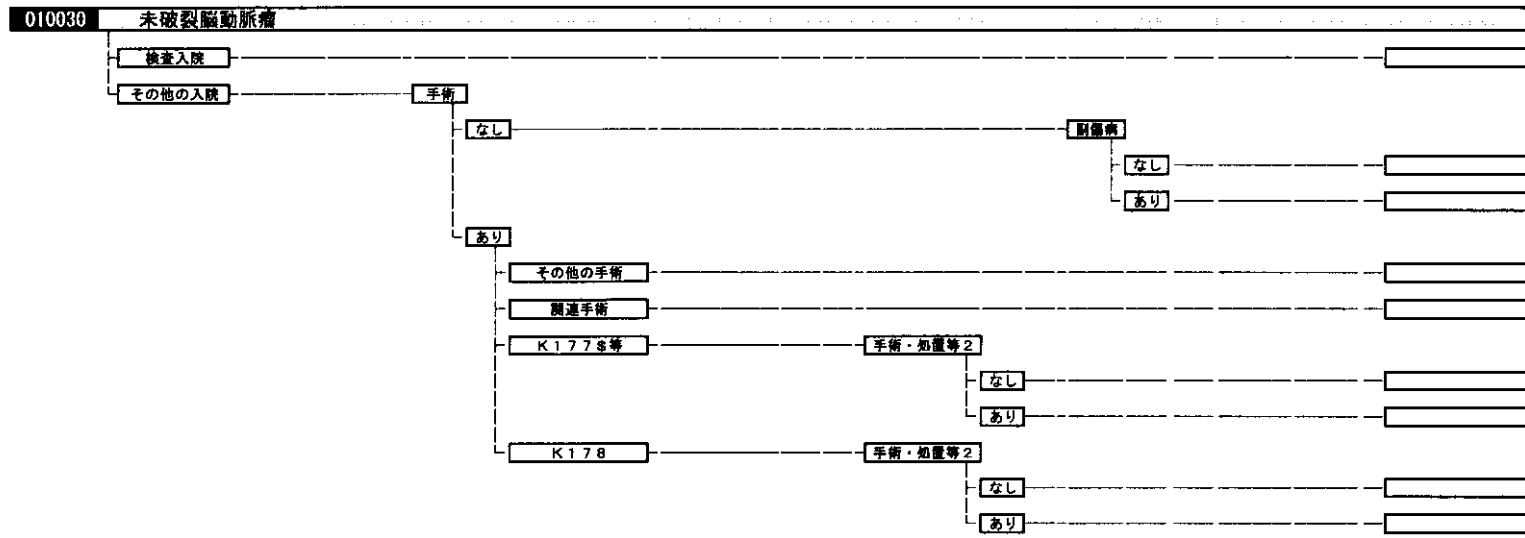 010030 未破裂脳動脈瘤
検査入院
その他の入院 手術
なし 副傷病
なし
あり
あり
その他の手術
関連手術
K177$等 手術・処置等2
なし
あり
K178 手術・処置等2
なし
あり